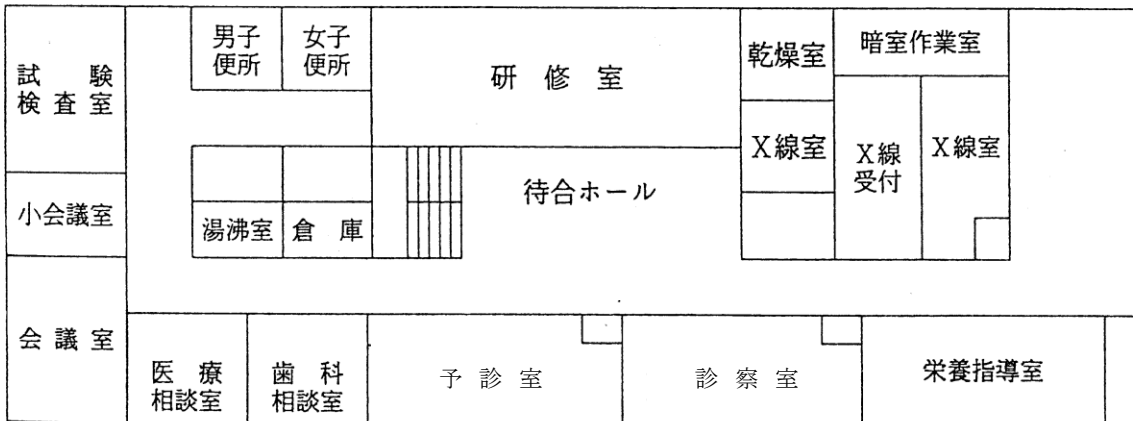 男子
便所
女子
便所
研修室
乾燥室
暗室作業室
試験
検査室
X線室
X線
受付
X線室
待合ホール
小会議室
湯沸室
倉庫
会議室
医療
相談室
歯科
相談室
予診室
診察室
栄養指導室